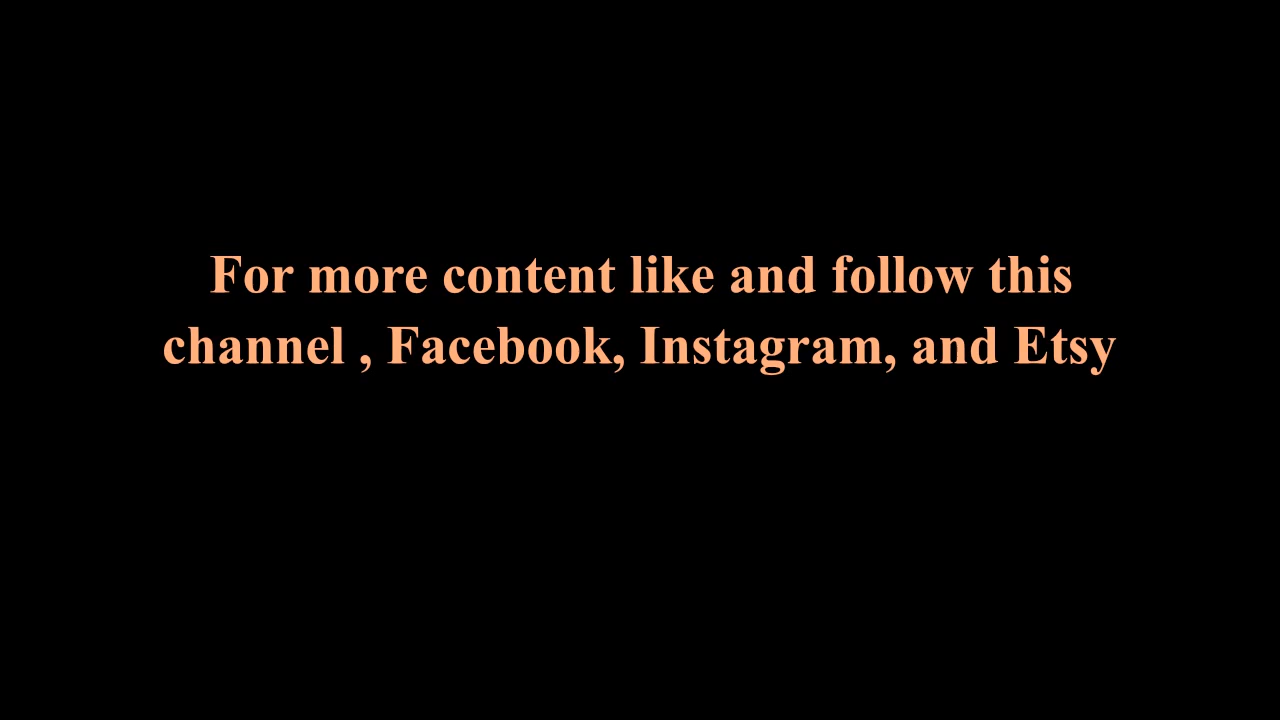 For more content like and follow this
channel , Facebook, Instagram, and Etsy